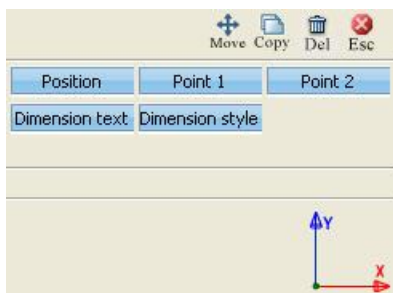 Move Copy Del Esc
Position Point 1 Point 2
Dimension text Dimension style
Y
X